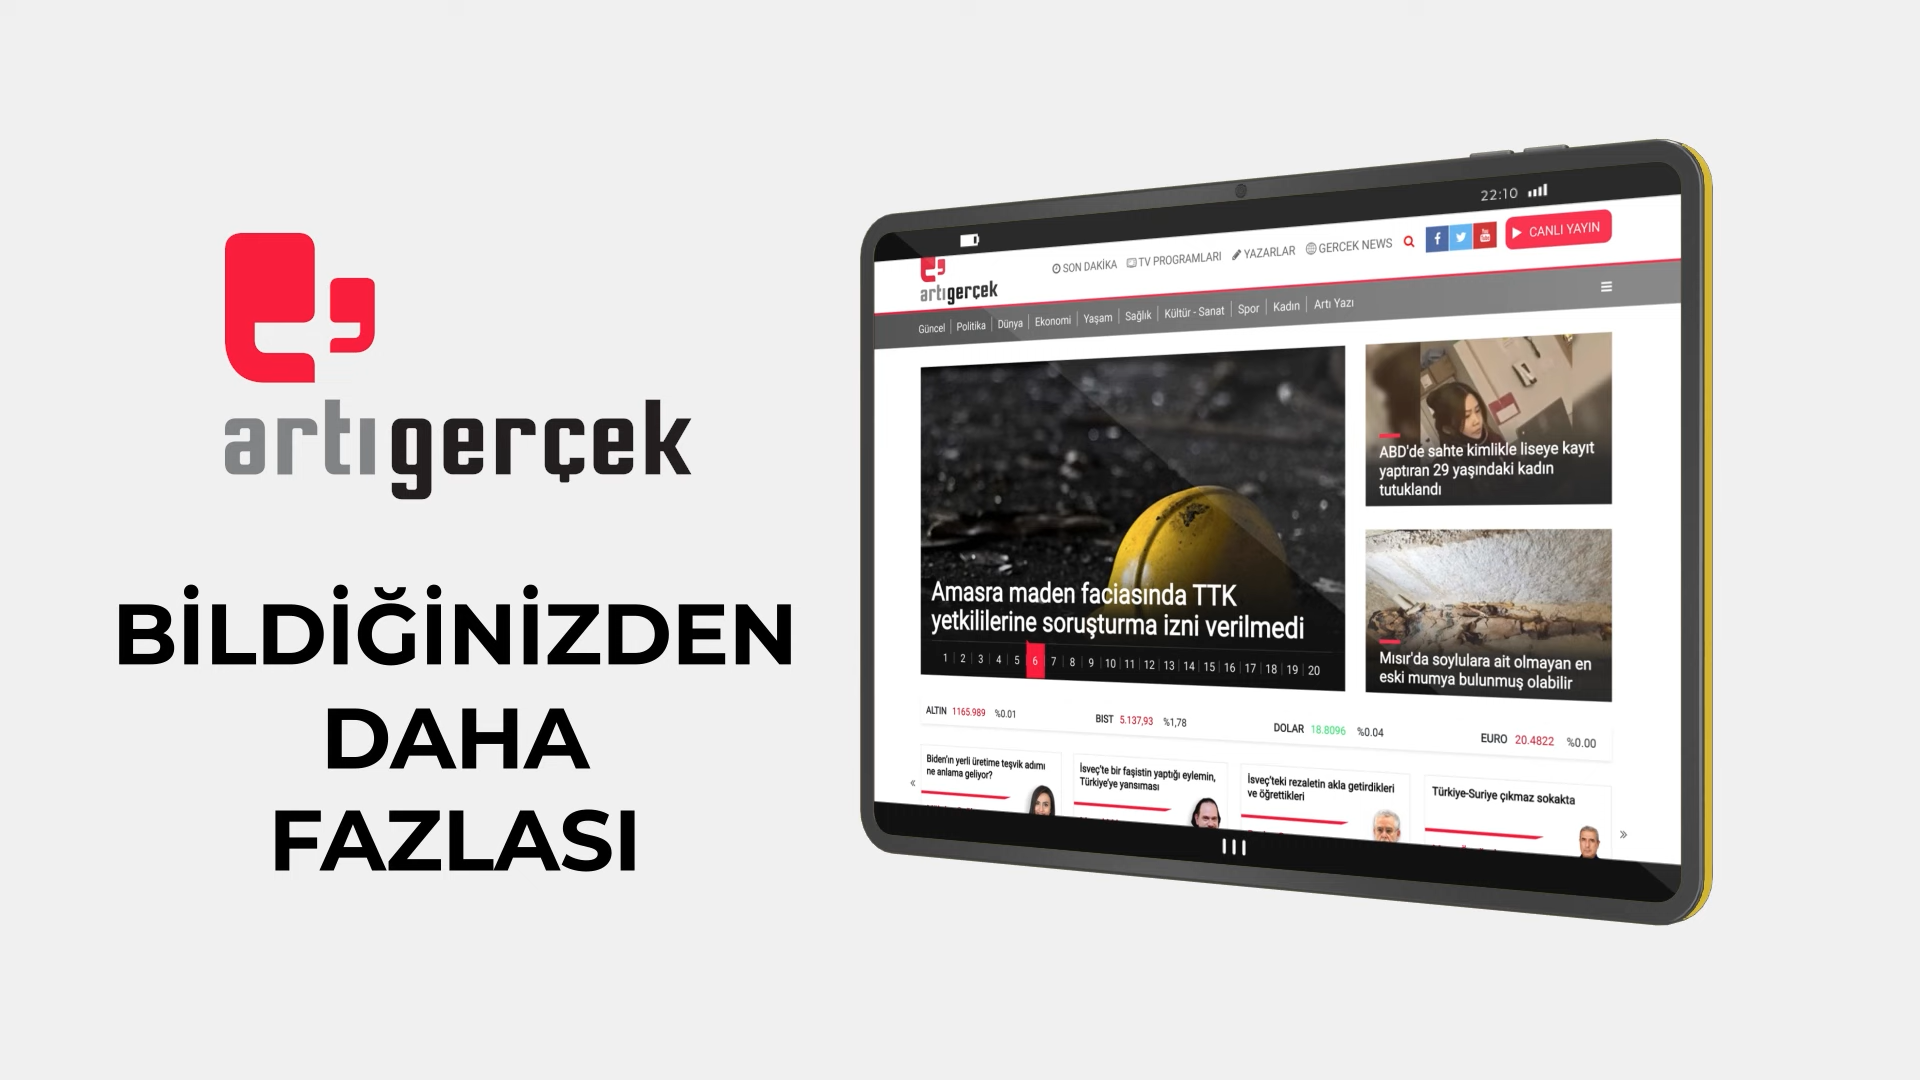 artıgerçek
BİLDİĞİNİZDEN
DAHA
FAZLASI
22:10
artıgerçek
SON DAKİKA
TV PROGRAMLARI
YAZARLAR
GERCEK NEWS
CANLI YAYIN
Güncel | Politika | Dünya | Ekonomi | Yaşam | Sağlık | Kültür - Sanat | Spor | Kadın | Artı Yazı
Amasra maden faciasında TTK
yetkililerine soruşturma izni verilmedi
1 | 2 | 3 | 4 | 5 | 6 | 7 | 8 | 9 | 10 | 11 | 12 | 13 | 14 | 15 | 16 | 17 | 18 | 19 | 20
ABD'de sahte kimlikle liseye kayıt
yaptıran 29 yaşındaki kadın
tutuklandı
Mısır'da soylulara ait olmayan en
eski mumya bulunmuş olabilir
ALTIN 1165.989 %0.01
BIST 5.137,93 %1,78
DOLAR 18.8096 %0.04
EURO 20.4822 %0.00
Biden'ın yerli üretime teşvik adımı
ne anlama geliyor?
İsveç'te bir faşistin yaptığı eylemin,
Türkiye'ye yansıması
İsveç'teki rezaletin akla getirdikleri
ve öğrettikleri
Türkiye-Suriye çıkmaz sokakta